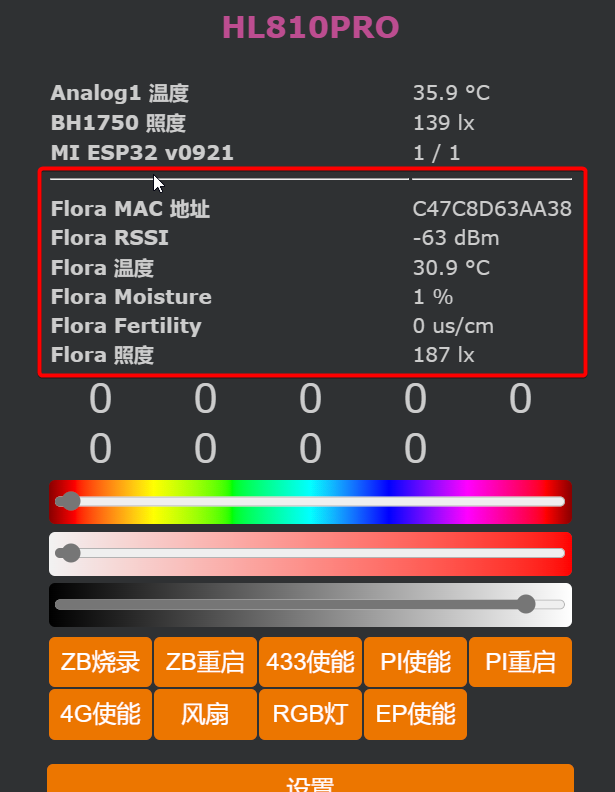 HL810PRO
Analog1 温度 35.9 °C
BH1750 照度 139 lx
MI ESP32 v0921 1 / 1
Flora MAC 地址 C47C8D63AA38
Flora RSSI -63 dBm
Flora 温度 30.9 °C
Flora Moisture 1 %
Flora Fertility 0 us/cm
Flora 照度 187 lx
0 0 0 0 0
0 0 0 0
ZB烧录 ZB重启 433使能 PI使能 PI重启
4G使能 风扇 RGB灯 EP使能
设置